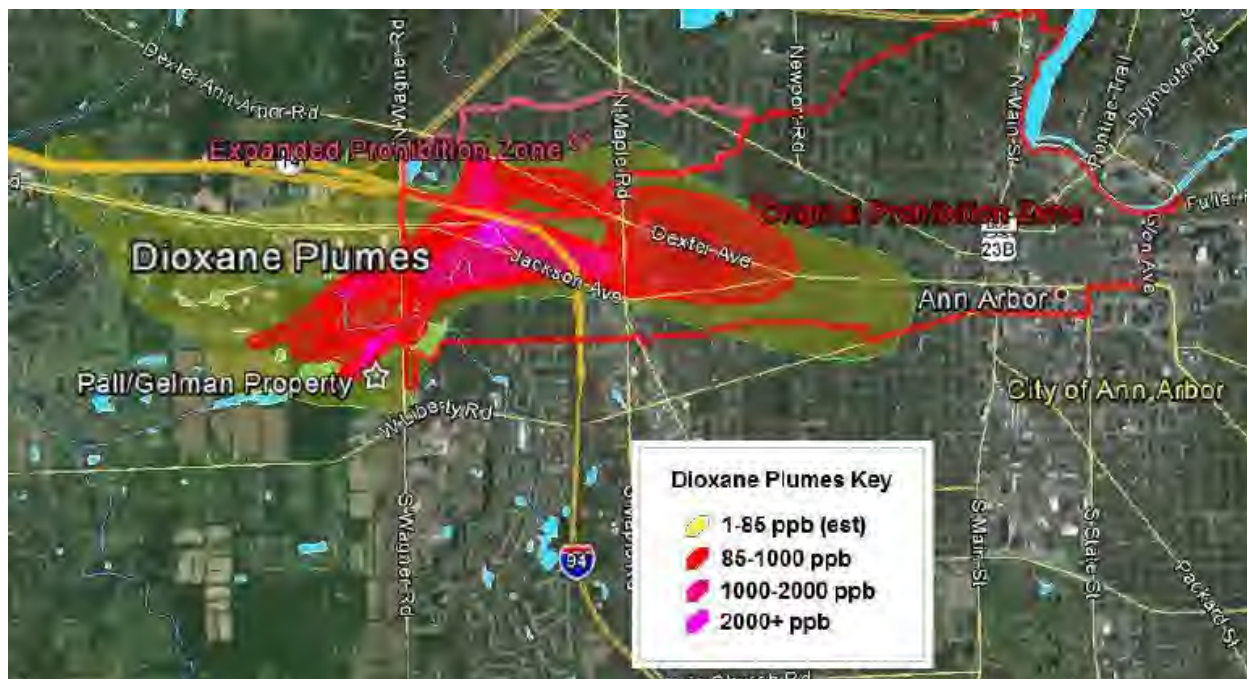 Dexter-Ann-Arbor-Rd
N-Wagner-Rd
N-Maple-Rd
Newport-Rd
N-Main-St
Pontiac-Trail
Plymouth-Rd
Expanded Prohibition Zone
Original Prohibition Zone
Fuller
Glen Ave
23B
Dexter-Ave
Dioxane Plumes
Jackson-Ave
Ann Arbor
Pall/Gelman Property
City of Ann Arbor
W-Liberty-Rd
S-Wagner-Rd
94
S-Main-St
S-State-St
Packard-St
Dioxane Plumes Key
1-85 ppb (est)
85-1000 ppb
1000-2000 ppb
2000+ ppb